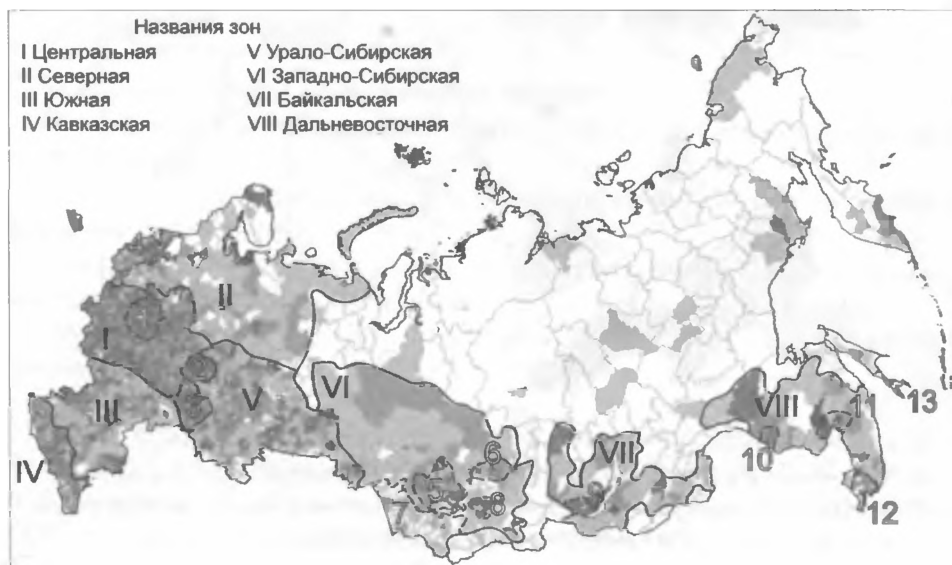 Названия зон
I Центральная
II Северная
III Южная
IV Кавказская
V Урало-Сибирская
VI Западно-Сибирская
VII Байкальская
VIII Дальневосточная
II
I
III
IV
V
VI
6
8
7
VII
VIII
10
11
12
13